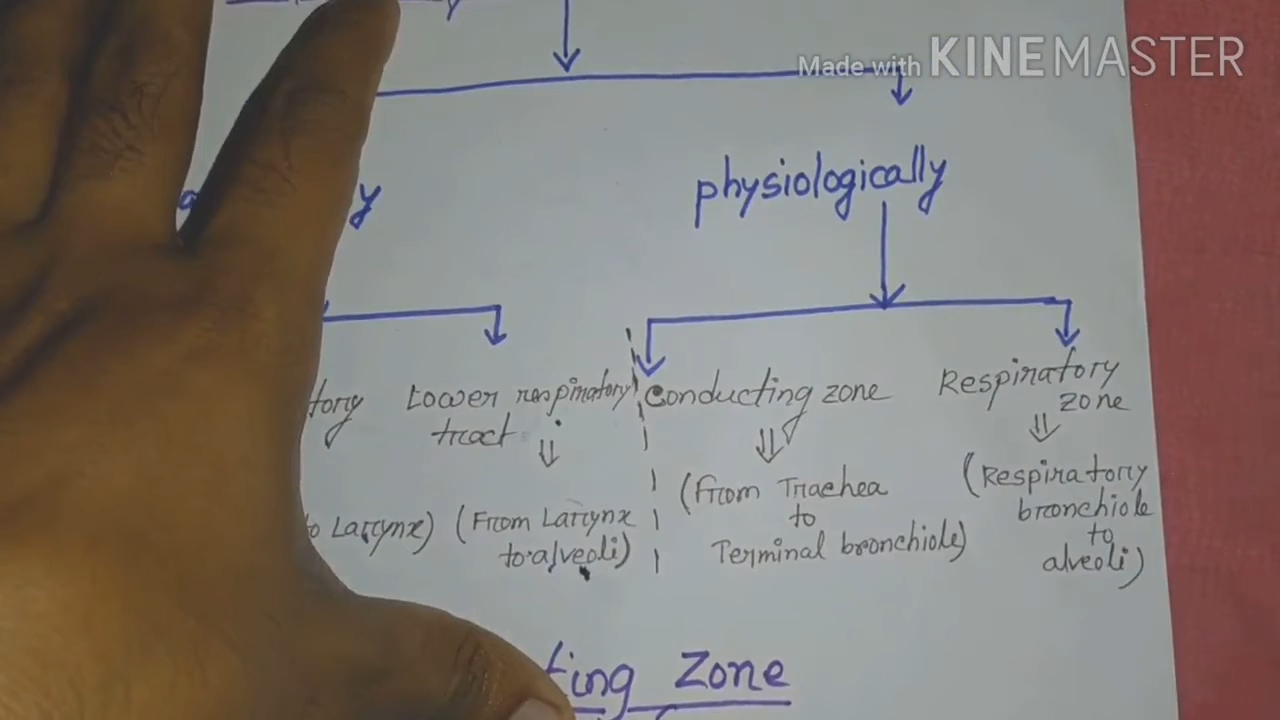 Made with KINEMASTER
physiologically
Lower respiratory
tract
(From Larynx
to alveoli)
to Larynx)
Conducting zone
(From Trachea
to
Terminal bronchiole)
Respiratory
zone
(Respiratory
bronchiole
to
alveoli)
Zone